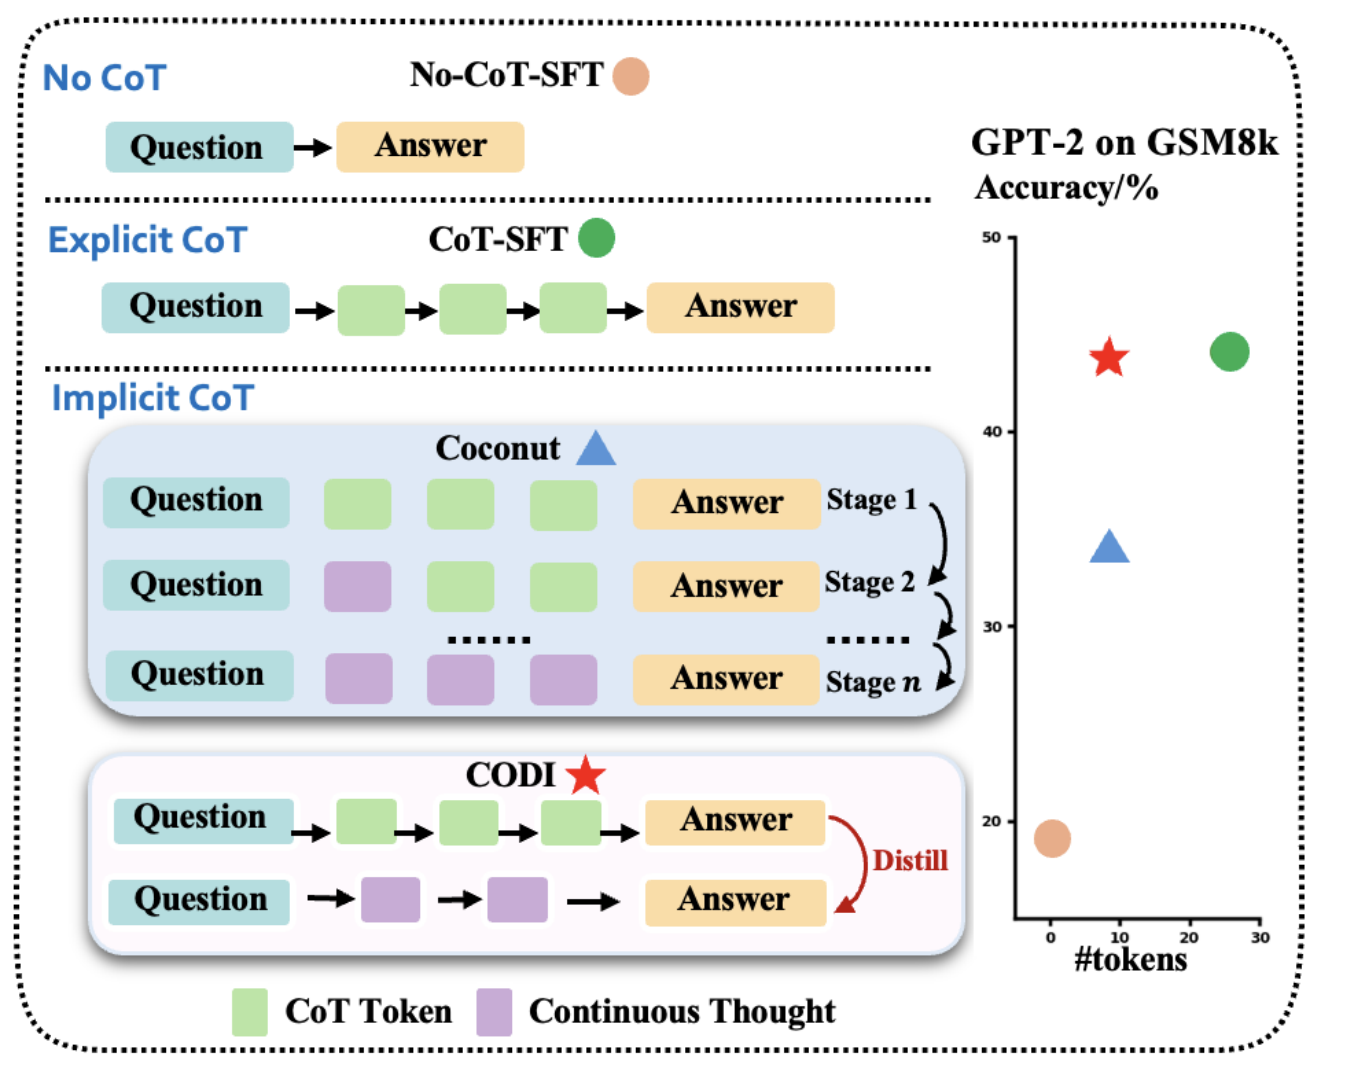 No CoT
No-CoT-SFT
Question
Answer
Explicit CoT
CoT-SFT
Question
Answer
Implicit CoT
Coconut
Question
Answer
Stage 1
Question
Answer
Stage 2
Question
Answer
Stage n
CODI
Question
Answer
Distill
Question
Answer
CoT Token
Continuous Thought
GPT-2 on GSM8k
Accuracy/%
50
40
30
20
0 10 20 30
#tokens